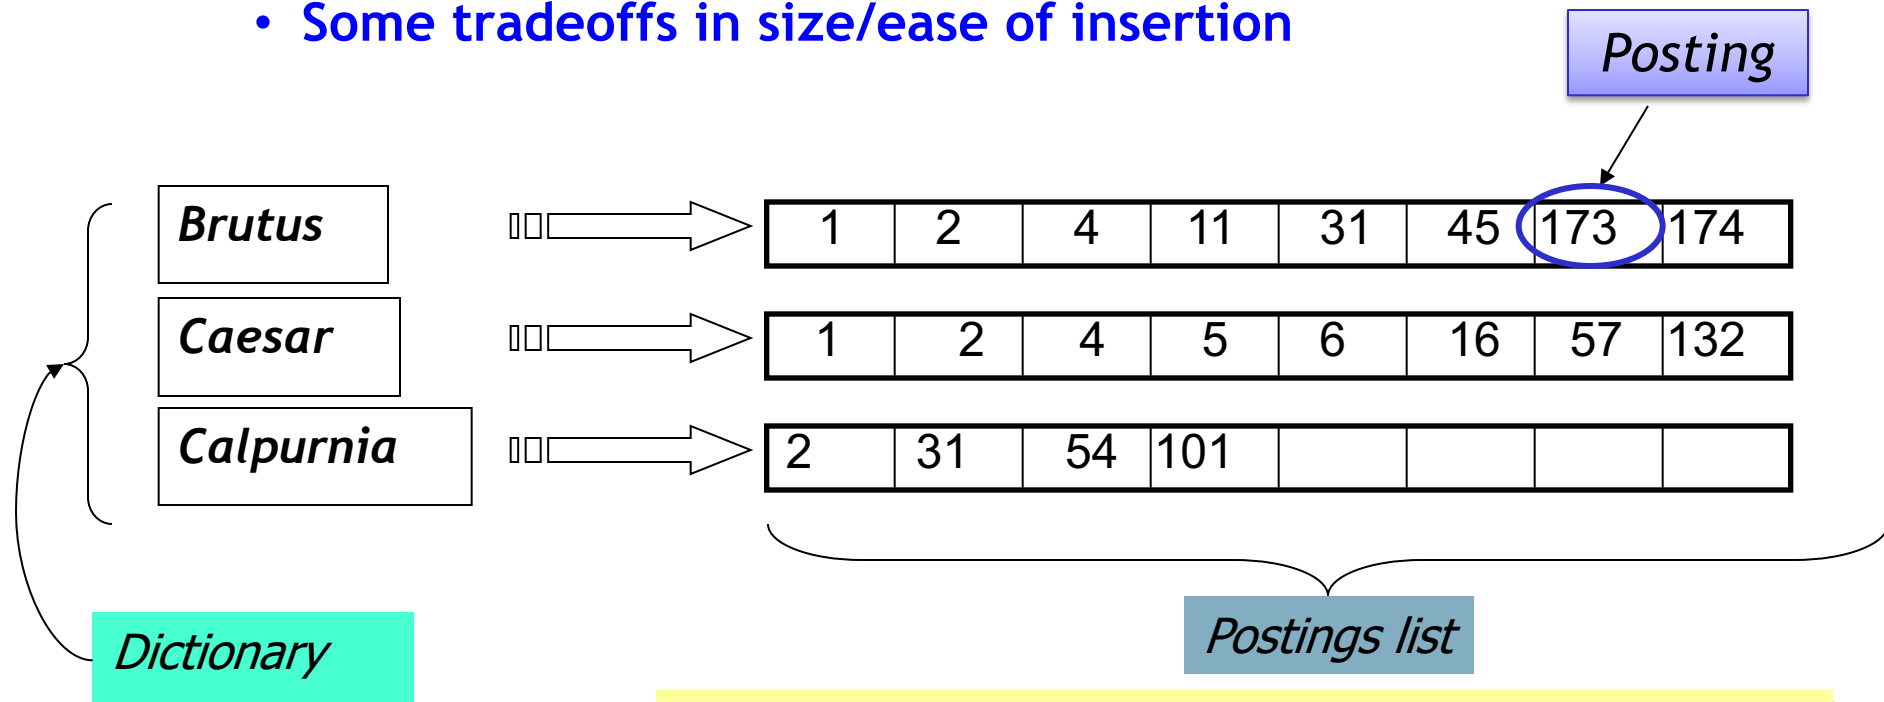 • Some tradeoffs in size/ease of insertion
Posting
Brutus 1 2 4 11 31 45 173 174
Caesar 1 2 4 5 6 16 57 132
Calpurnia 2 31 54 101
Dictionary
Postings list